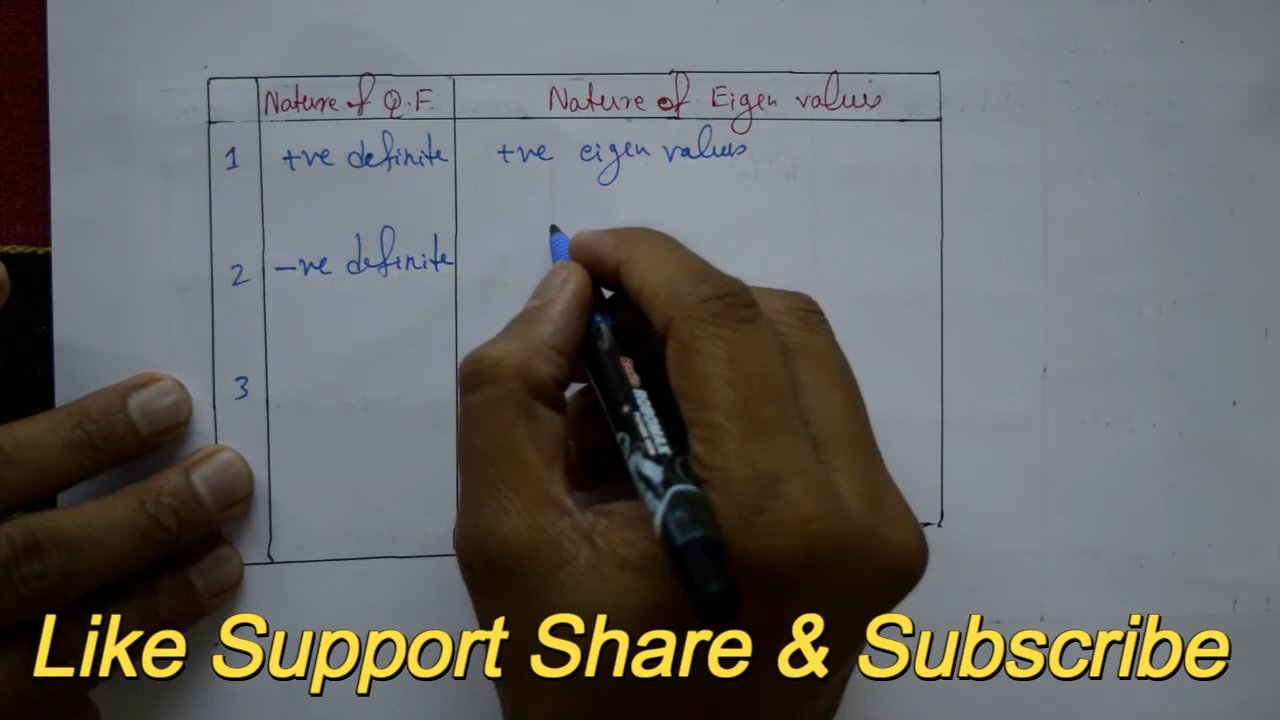 Nature of Q.F. Nature of Eigen values
1 +ve definite +ve eigen values
2 -ve definite
3
Like Support Share & Subscribe